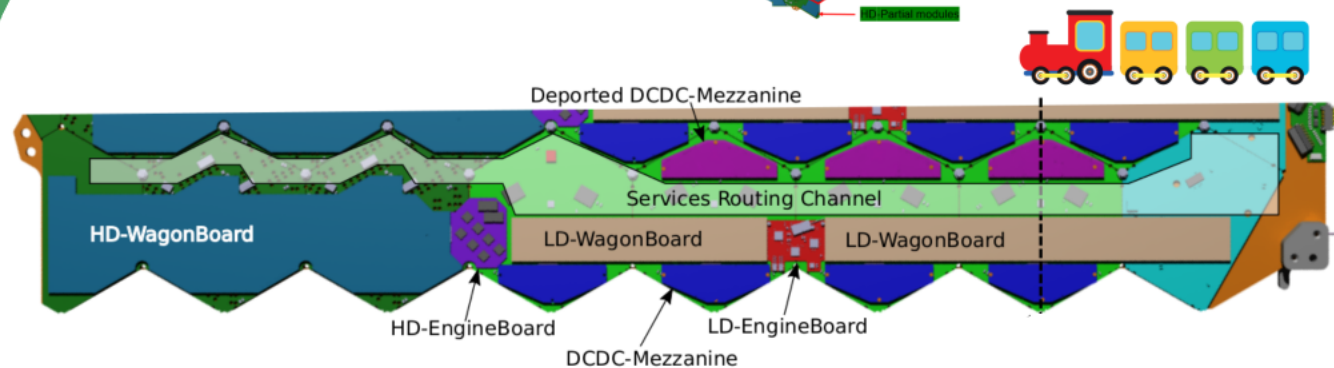 HD-Partial modules
Deported DCDC-Mezzanine
Services Routing Channel
HD-WagonBoard
LD-WagonBoard
LD-WagonBoard
HD-EngineBoard
LD-EngineBoard
DCDC-Mezzanine